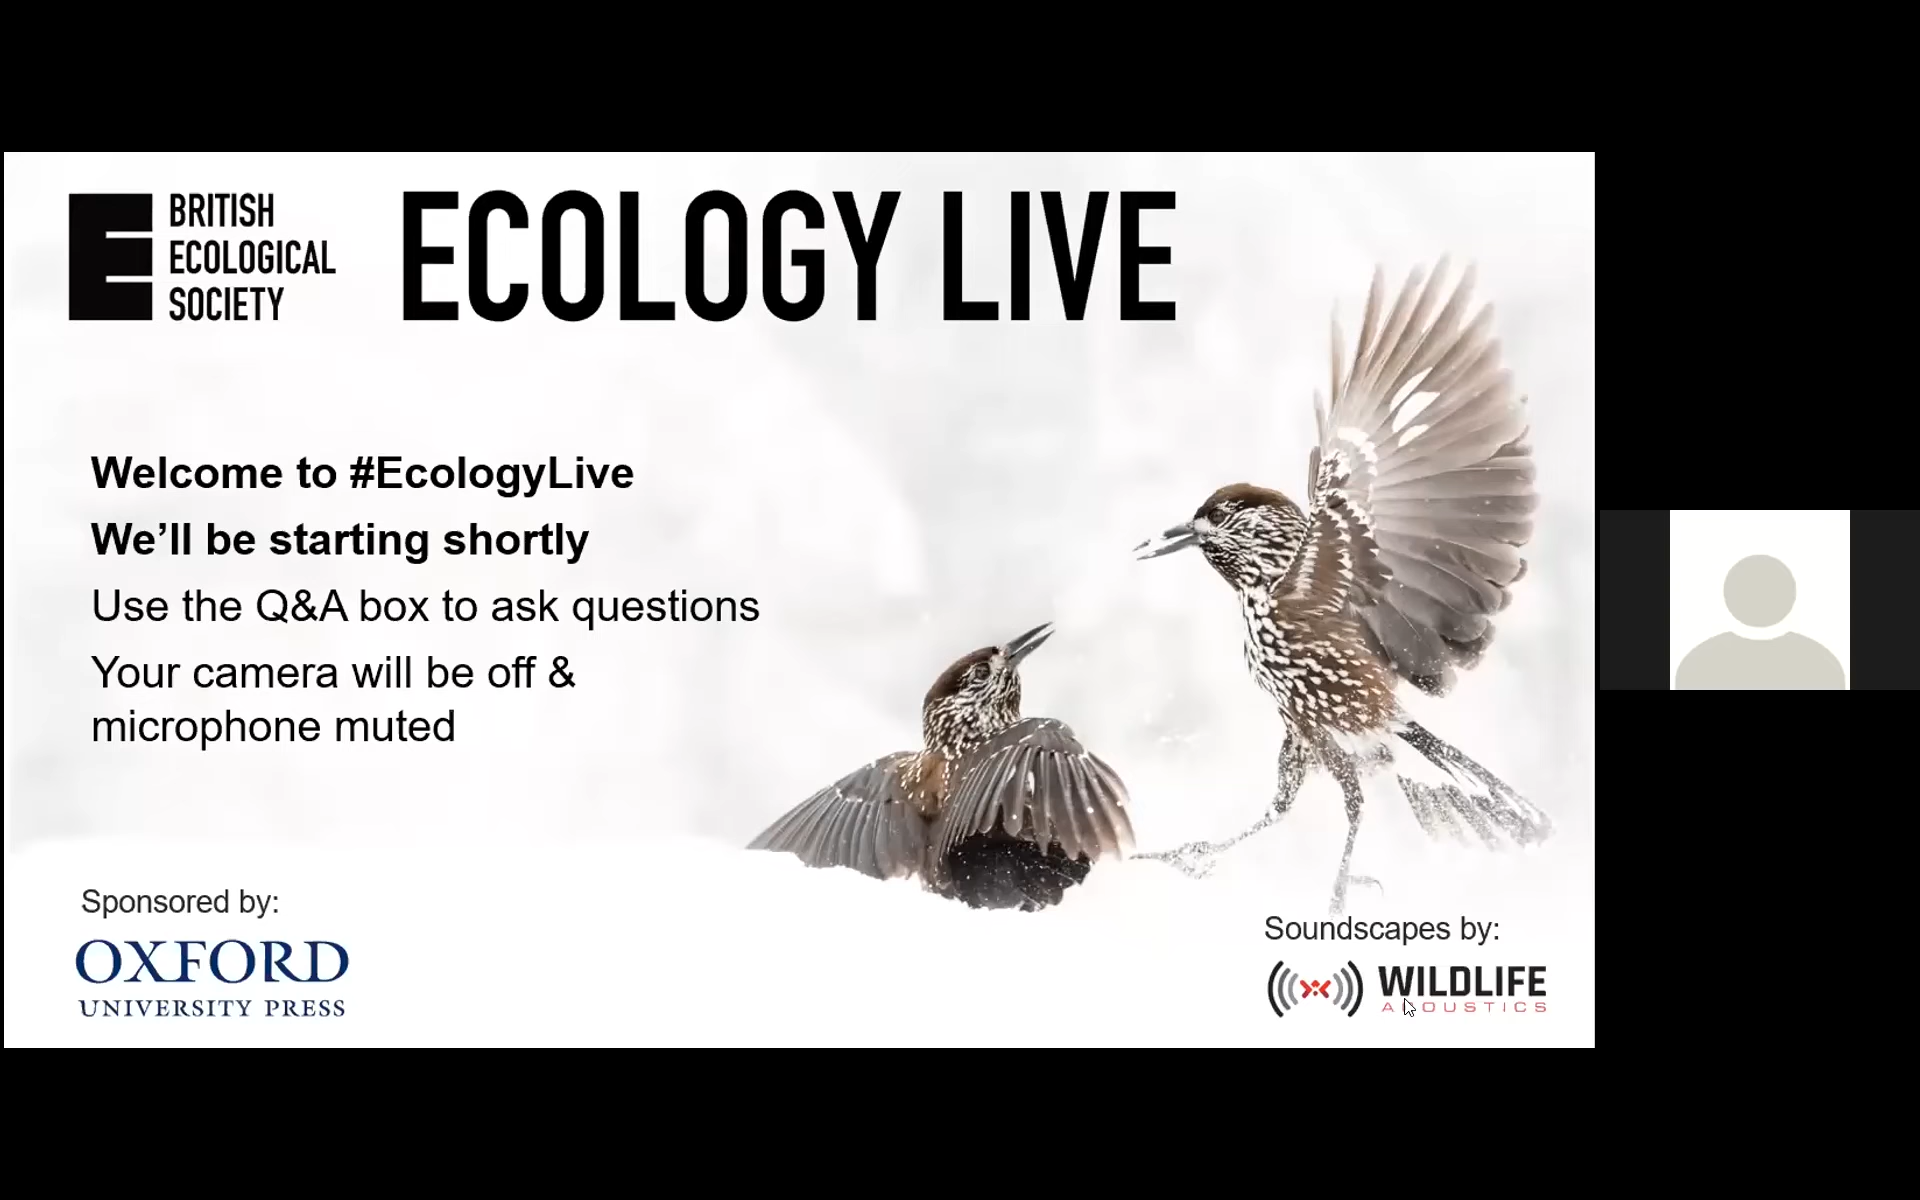 BRITISH
ECOLOGICAL
SOCIETY
ECOLOGY LIVE
Welcome to #EcologyLive
We’ll be starting shortly
Use the Q&A box to ask questions
Your camera will be off &
microphone muted
Sponsored by:
OXFORD
UNIVERSITY PRESS
Soundscapes by:
WILDLIFE
ACOUSTICS